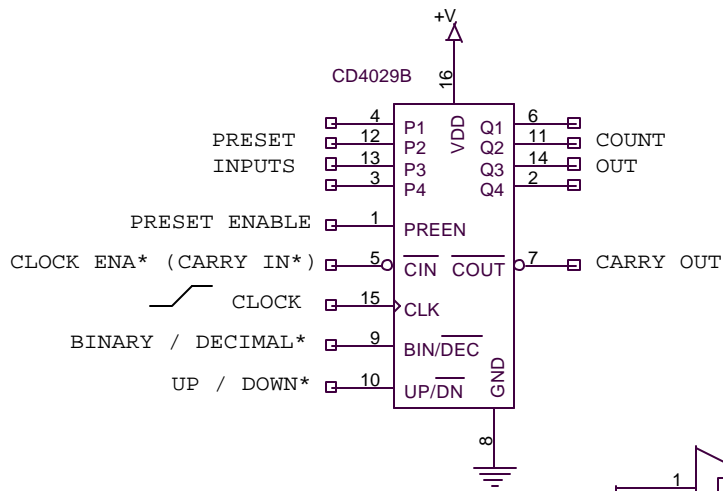 +V
CD4029B
16
4 P1 VDD Q1 6
PRESET 12 P2 Q2 11 COUNT
INPUTS 13 P3 Q3 14 OUT
3 P4 Q4 2
PRESET ENABLE 1 PREEN
CLOCK ENA* (CARRY IN*) 5 CIN COUT 7 CARRY OUT
CLOCK 15 CLK
BINARY / DECIMAL* 9 BIN/DEC
UP / DOWN* 10 UP/DN GND
8
1